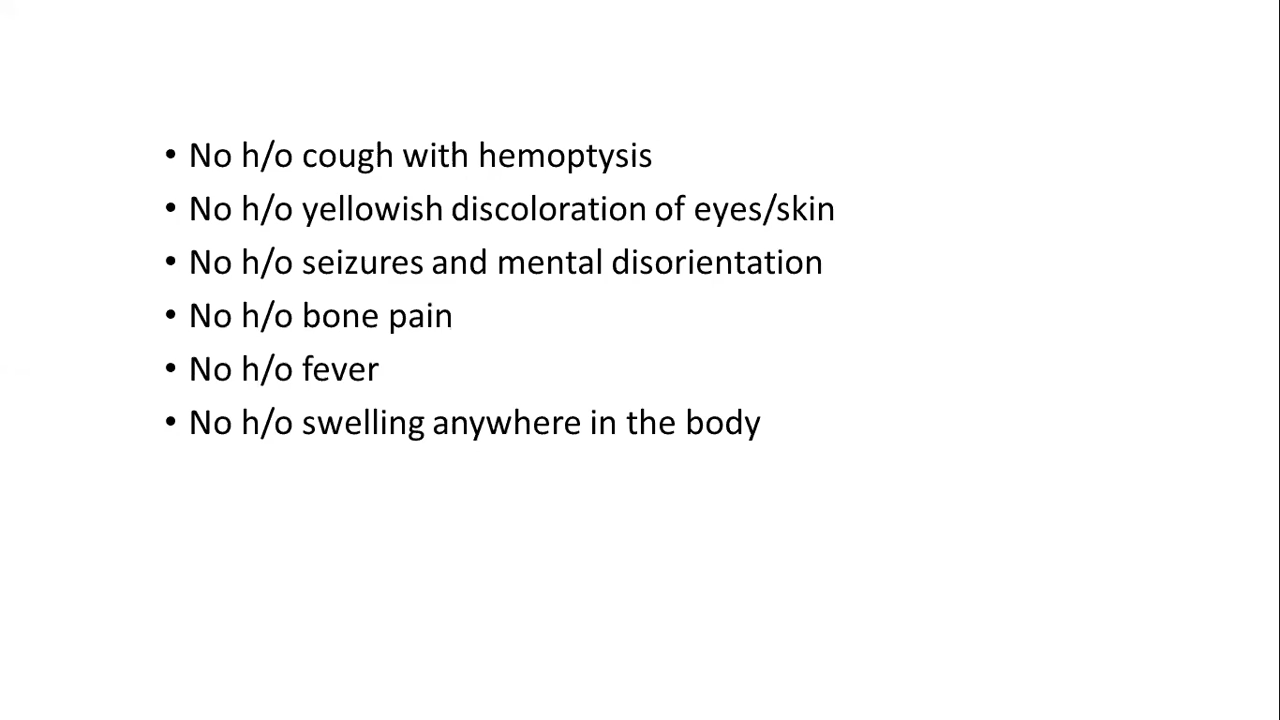 • No h/o cough with hemoptysis
• No h/o yellowish discoloration of eyes/skin
• No h/o seizures and mental disorientation
• No h/o bone pain
• No h/o fever
• No h/o swelling anywhere in the body